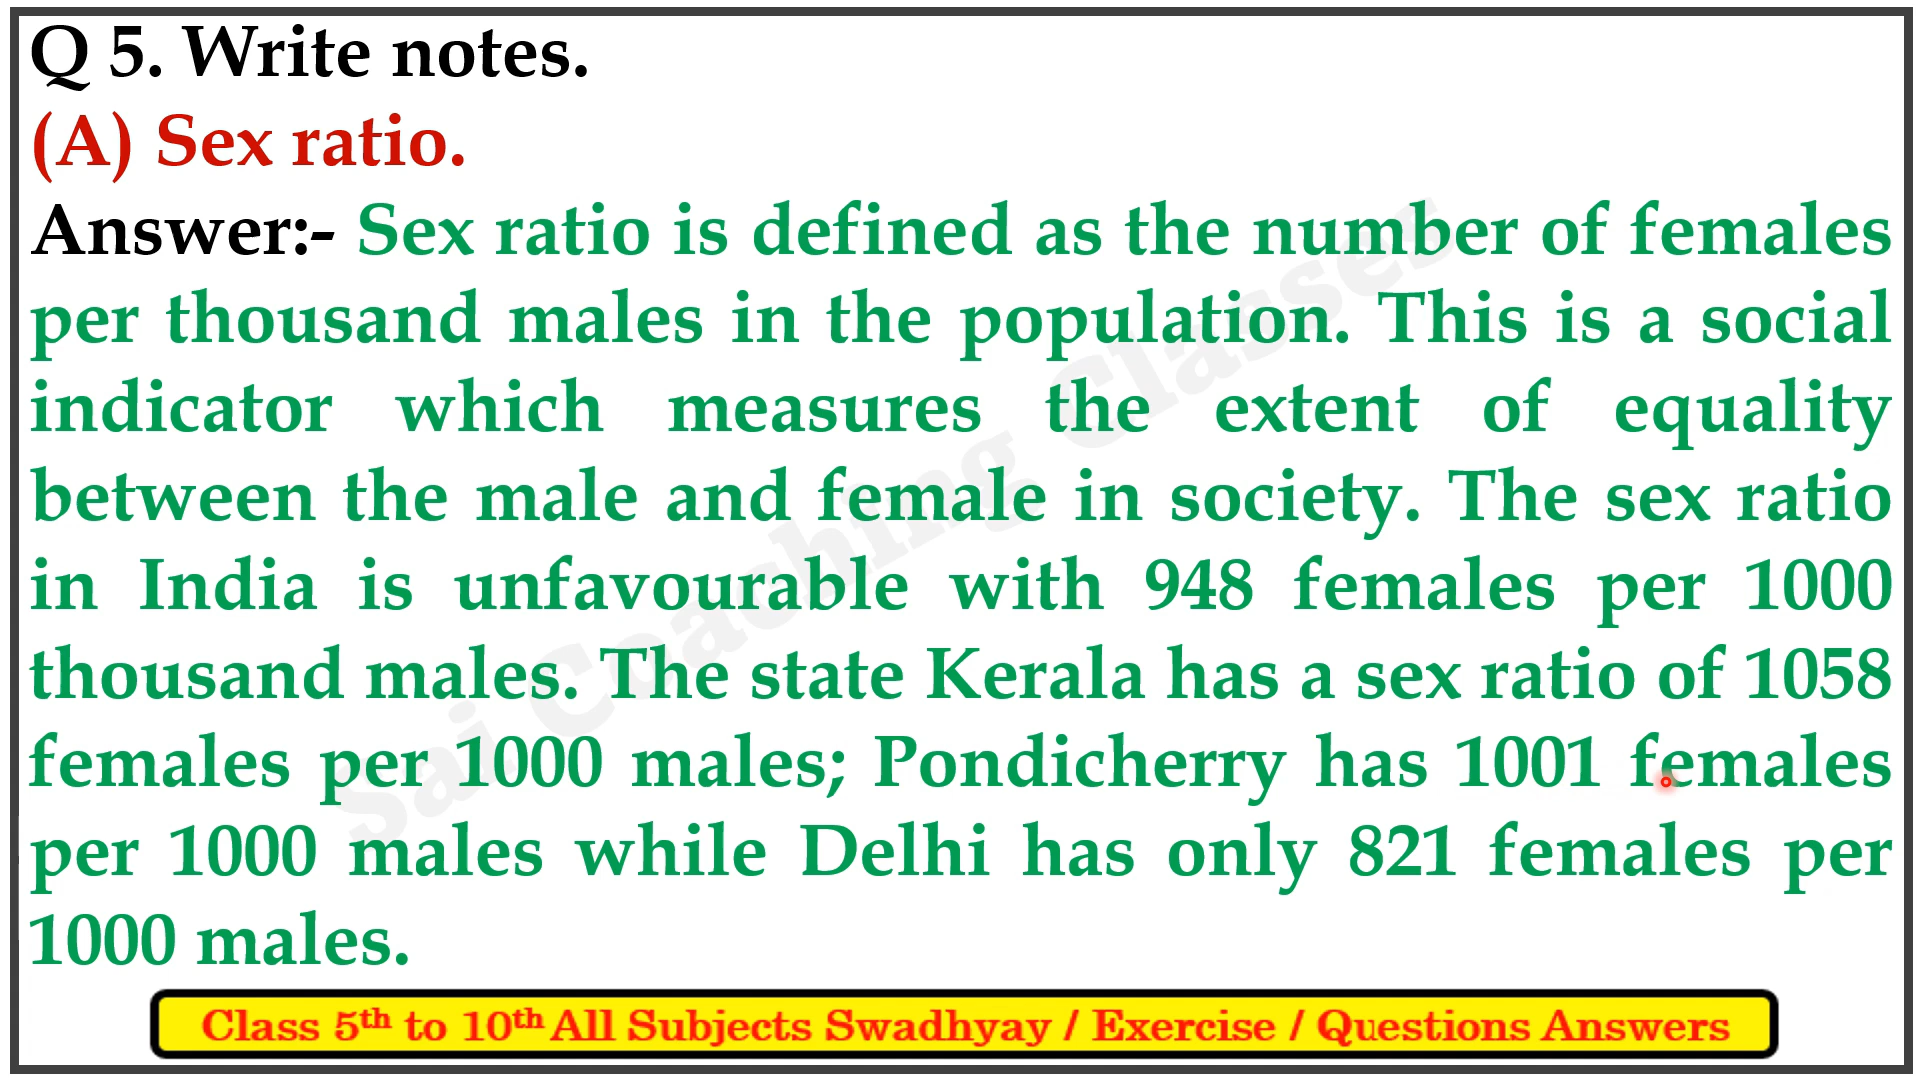 Q 5. Write notes.
(A) Sex ratio.
Answer:- Sex ratio is defined as the number of females
per thousand males in the population. This is a social
indicator which measures the extent of equality
between the male and female in society. The sex ratio
in India is unfavourable with 948 females per 1000
thousand males. The state Kerala has a sex ratio of 1058
females per 1000 males; Pondicherry has 1001 females
per 1000 males while Delhi has only 821 females per
1000 males.
Sai Coaching Classes
Class 5th to 10th All Subjects Swadhyay / Exercise / Questions Answers